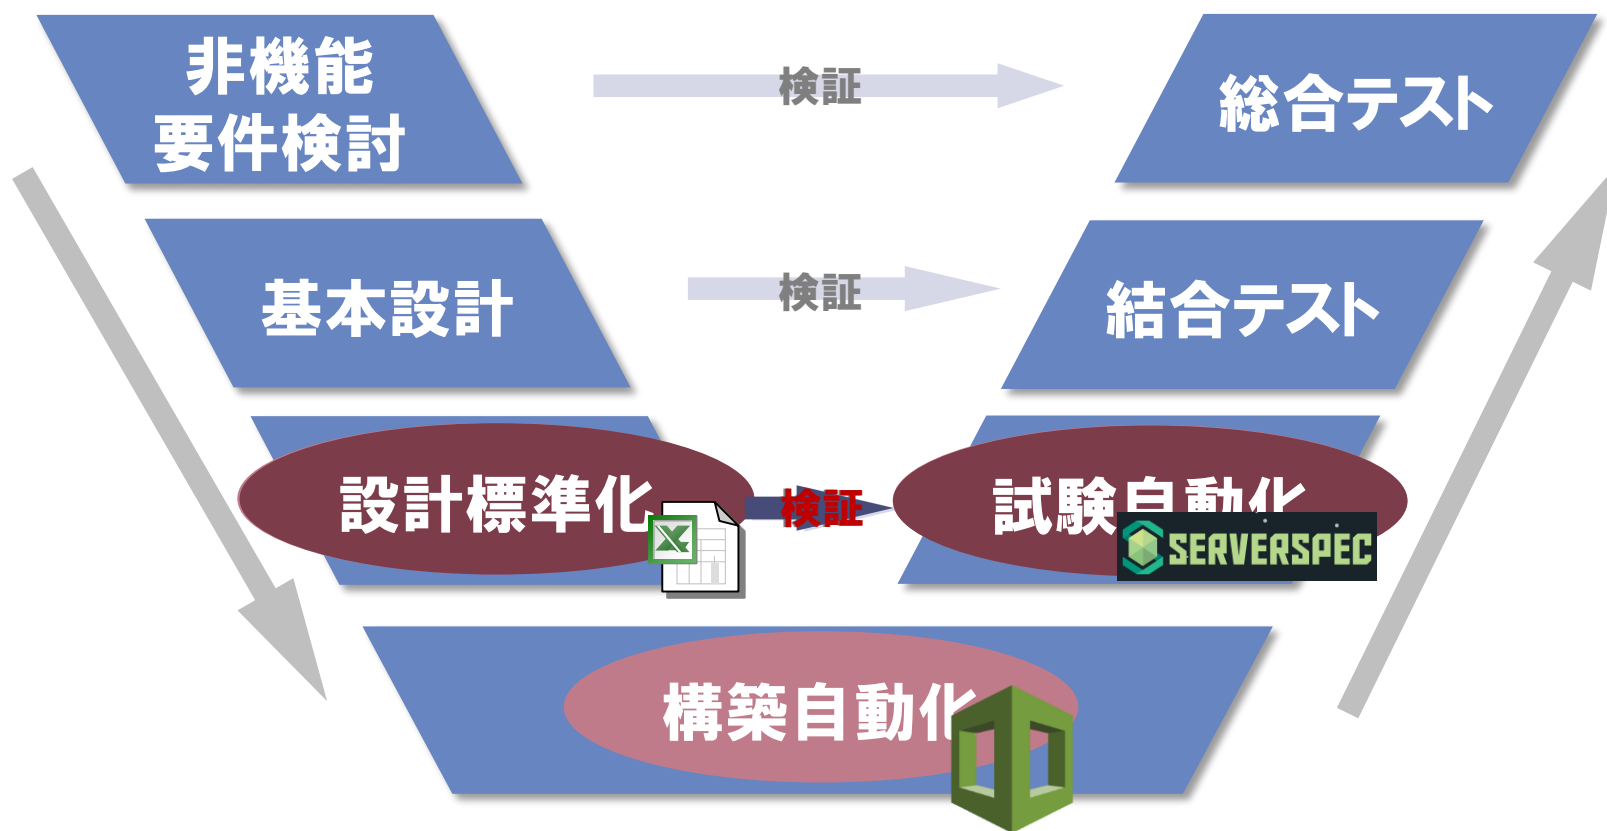 非機能
要件検討
検証
総合テスト
基本設計
検証
結合テスト
設計標準化
検証
試験自動化
SERVERSPEC
構築自動化